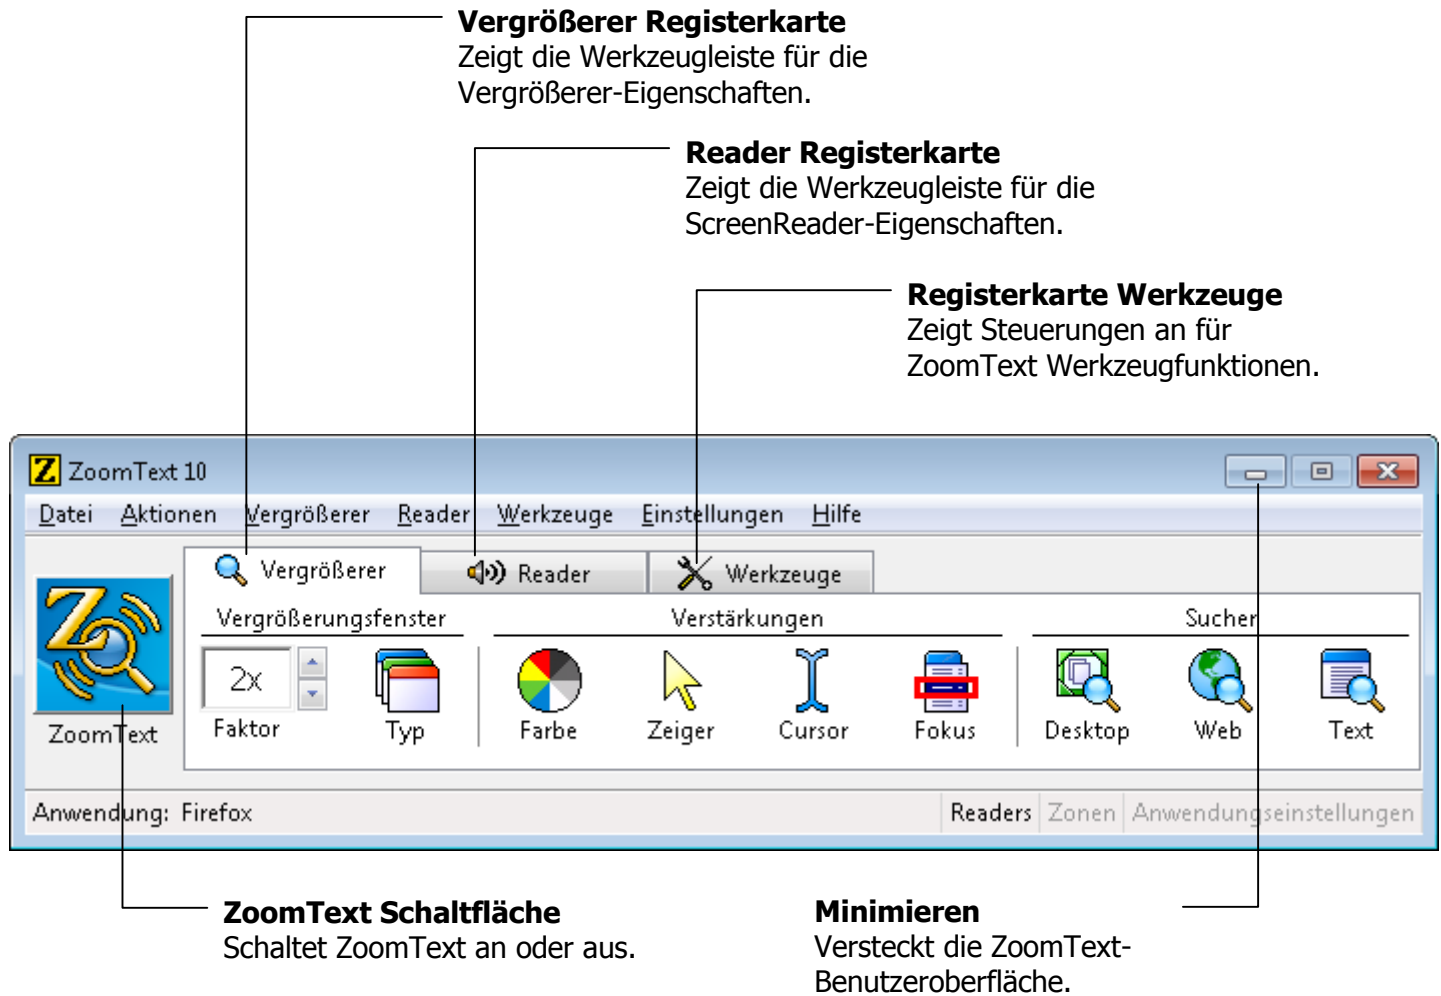 Vergrößerer Registerkarte
Zeigt die Werkzeugleiste für die
Vergrößerer-Eigenschaften.
Reader Registerkarte
Zeigt die Werkzeugleiste für die
ScreenReader-Eigenschaften.
Registerkarte Werkzeuge
Zeigt Steuerungen an für
ZoomText Werkzeugfunktionen.
Z ZoomText 10
Datei Aktionen Vergrößerer Reader Werkzeuge Einstellungen Hilfe
Vergrößerer Reader Werkzeuge
Vergrößerungsfenster Verstärkungen Sucher
2x
ZoomText Faktor Typ Farbe Zeiger Cursor Fokus Desktop Web Text
Anwendung: Firefox Readers Zonen Anwendungseinstellungen
ZoomText Schaltfläche
Schaltet ZoomText an oder aus.
Minimieren
Versteckt die ZoomText-
Benutzeroberfläche.